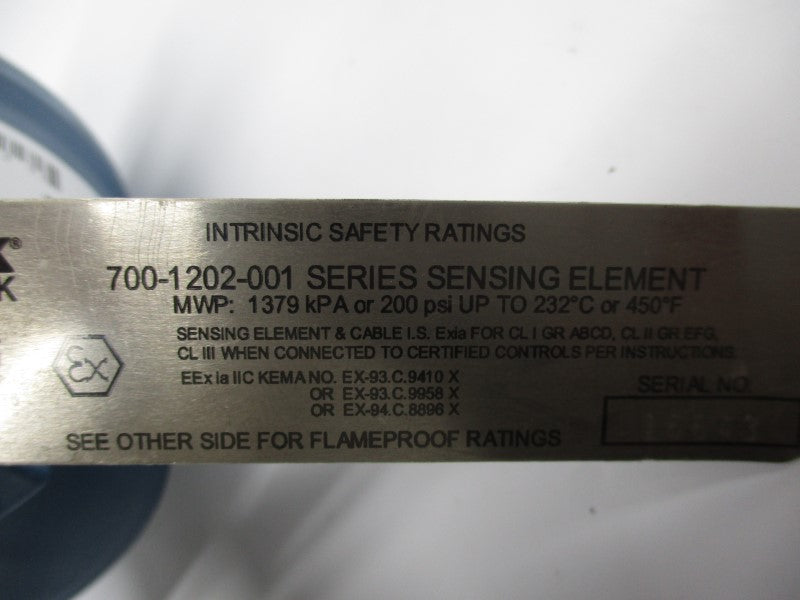 INTRINSIC SAFETY RATINGS
700-1202-001 SERIES SENSING ELEMENT
MWP: 1379 kPA or 200 psi UP TO 232°C or 450°F
SENSING ELEMENT & CABLE I.S. Exia FOR CL I GR ABCD, CL II GR EFG,
CL III WHEN CONNECTED TO CERTIFIED CONTROLS PER INSTRUCTIONS.
Ex
EEx ia IIC KEMA NO. EX-93.C.9410 X
OR EX-93.C.9958 X
OR EX-94.C.8896 X
SERIAL NO.
SEE OTHER SIDE FOR FLAMEPROOF RATINGS